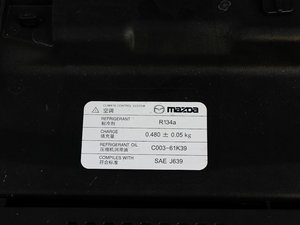 CLIMATE CONTROL SYSTEM
空调
mazda
REFRIGERANT
制冷剂
R134a
CHARGE
填充量
0.480 ± 0.05 kg
REFRIGERANT OIL
压缩机润滑油
C003-61K39
COMPLIES WITH
符合标准
SAE J639